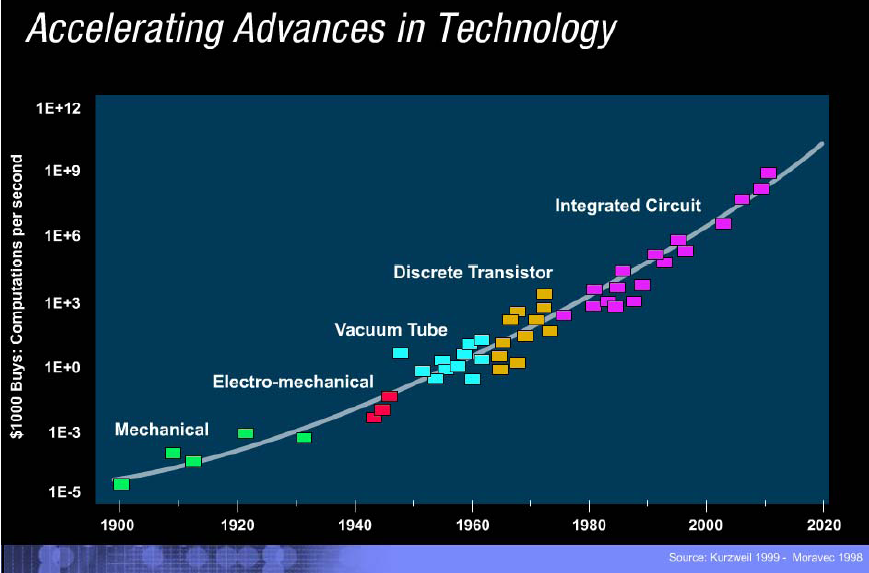 Accelerating Advances in Technology
$1000 Buys: Computations per second
1E+12
1E+9
1E+6
1E+3
1E+0
1E-3
1E-5
Integrated Circuit
Discrete Transistor
Vacuum Tube
Electro-mechanical
Mechanical
1900 1920 1940 1960 1980 2000 2020
Source: Kurzweil 1999 - Moravec 1998